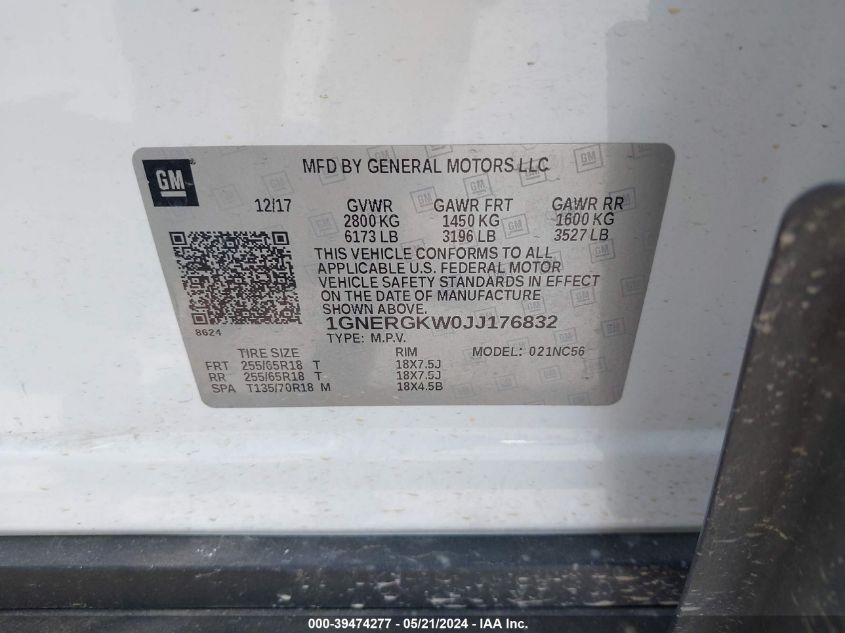 GM
MFD BY GENERAL MOTORS LLC
12/17 GVWR GAWR FRT GAWR RR
2800 KG 1450 KG 1600 KG
6173 LB 3196 LB 3527 LB
THIS VEHICLE CONFORMS TO ALL
APPLICABLE U.S. FEDERAL MOTOR
VEHICLE SAFETY STANDARDS IN EFFECT
ON THE DATE OF MANUFACTURE
SHOWN ABOVE.
8624
1GNERGKW0JJ176832
TYPE: M.P.V.
TIRE SIZE RIM MODEL: 021NC56
FRT 255/65R18 T 18X7.5J
RR 255/65R18 T 18X7.5J
SPA T135/70R18 M 18X4.5B
000-39474277 - 05/21/2024 - IAA Inc.